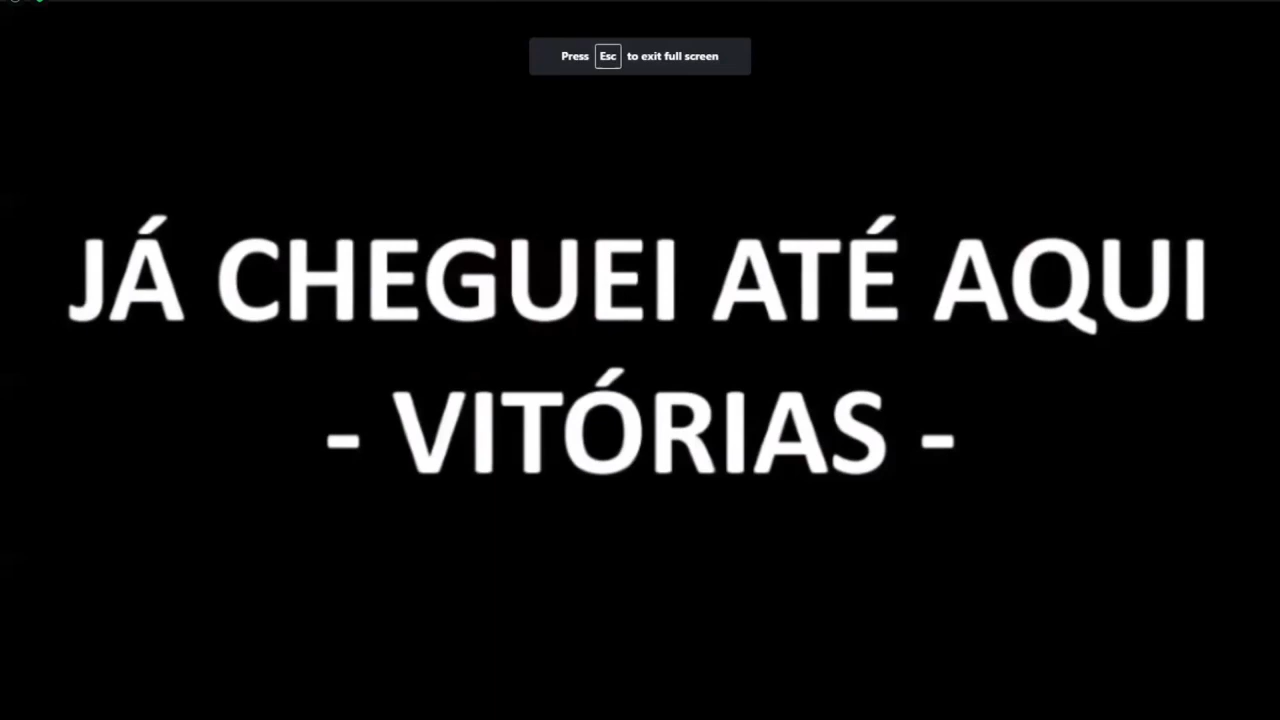 Press Esc to exit full screen
JÁ CHEGUEI ATÉ AQUI
- VITÓRIAS -